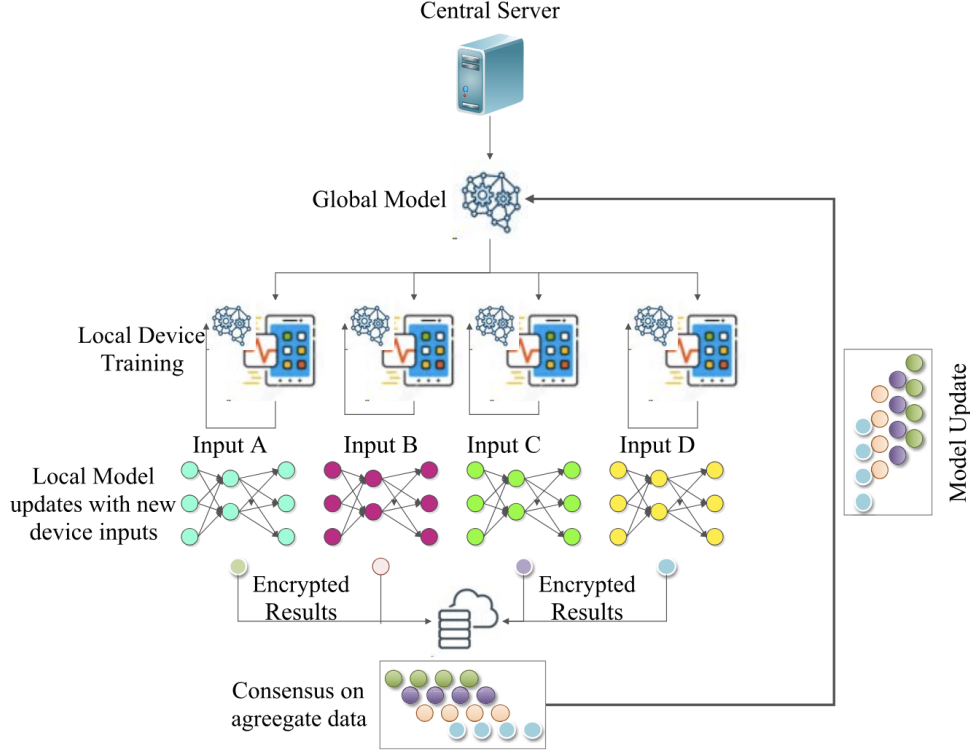 Central Server
Global Model
Local Device
Training
Input A
Input B
Input C
Input D
Local Model
updates with new
device inputs
Encrypted
Results
Encrypted
Results
Consensus on
agreegate data
Model Update